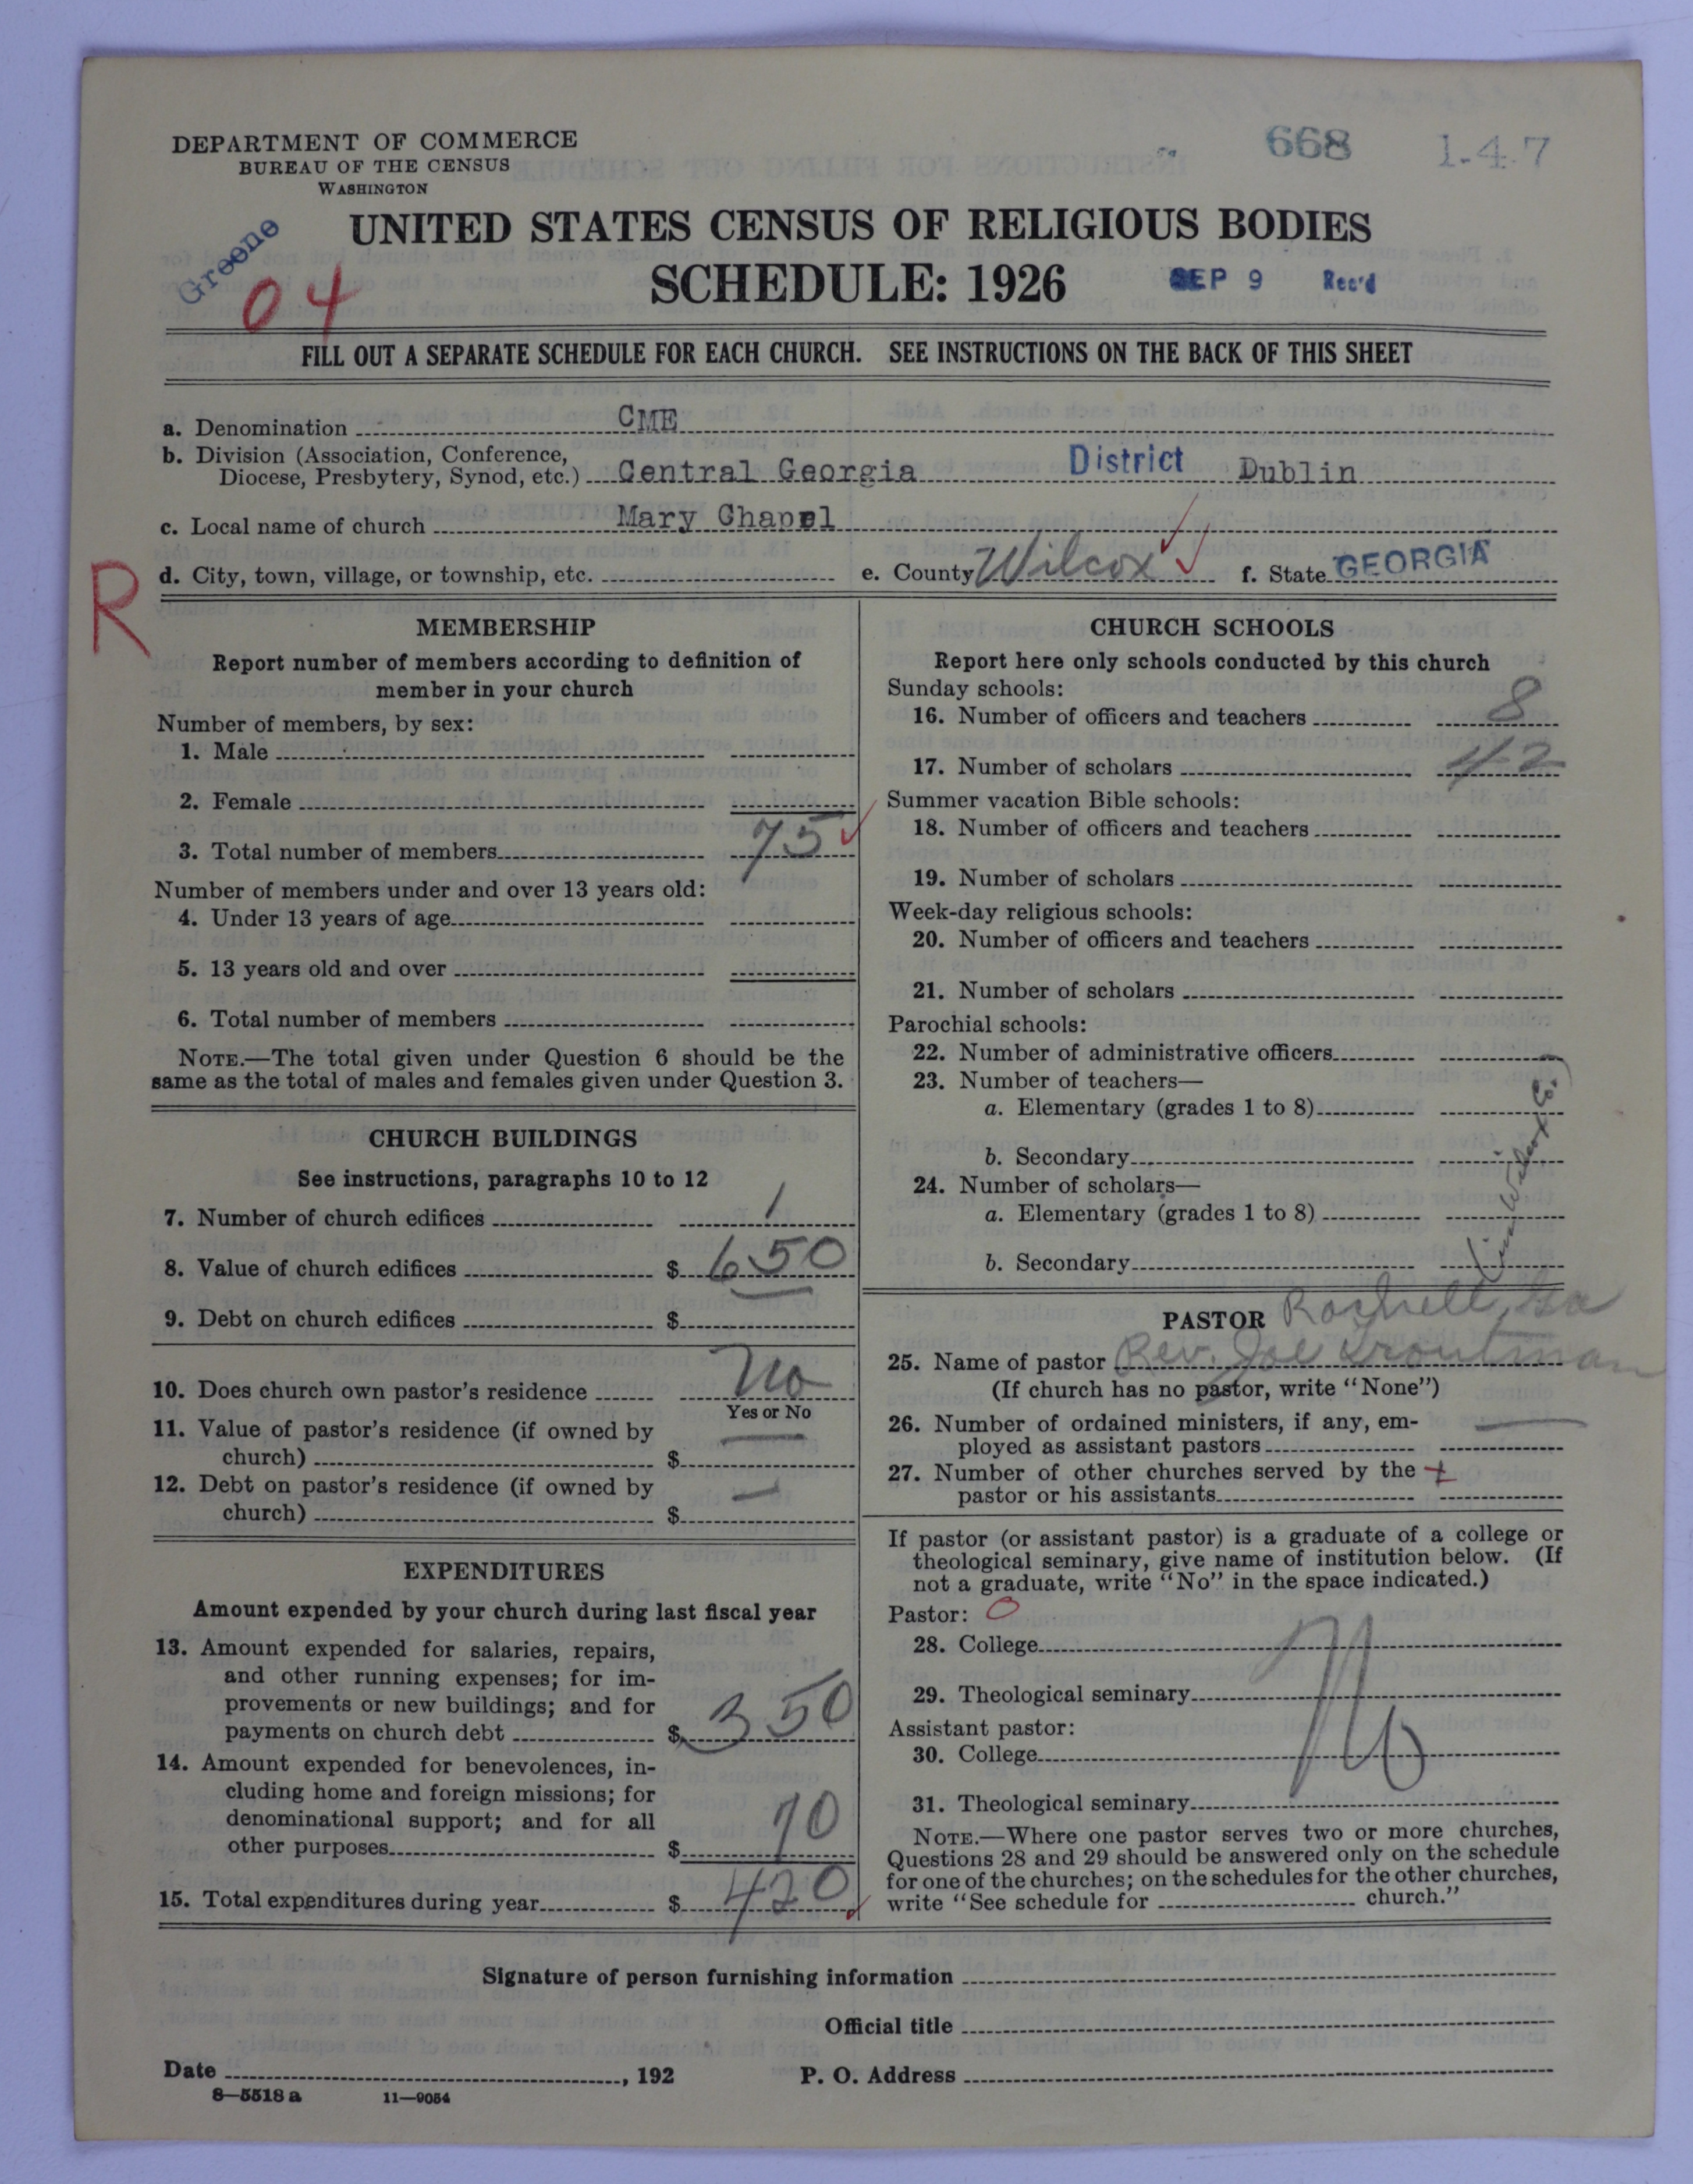 668 1-4-7
DEPARTMENT OF COMMERCE
BUREAU OF THE CENSUS
WASHINGTON
Greene
04
UNITED STATES CENSUS OF RELIGIOUS BODIES
SCHEDULE: 1926
SEP 9 Rec'd
FILL OUT A SEPARATE SCHEDULE FOR EACH CHURCH. SEE INSTRUCTIONS ON THE BACK OF THIS SHEET
a. Denomination CME
b. Division (Association, Conference,
Diocese, Presbytery, Synod, etc.) Central Georgia District Dublin
c. Local name of church Mary Chapel
R
d. City, town, village, or township, etc. e. County Wilcox f. State GEORGIA
MEMBERSHIP
Report number of members according to definition of
member in your church
Number of members, by sex:
1. Male
2. Female
3. Total number of members 75
Number of members under and over 13 years old:
4. Under 13 years of age
5. 13 years old and over
6. Total number of members
NOTE.—The total given under Question 6 should be the
same as the total of males and females given under Question 3.
CHURCH BUILDINGS
See instructions, paragraphs 10 to 12
7. Number of church edifices 1
8. Value of church edifices $ 650
9. Debt on church edifices $
10. Does church own pastor's residence No
Yes or No
11. Value of pastor's residence (if owned by
church) $ —
12. Debt on pastor's residence (if owned by
church) $ —
EXPENDITURES
Amount expended by your church during last fiscal year
13. Amount expended for salaries, repairs,
and other running expenses; for im-
provements or new buildings; and for
payments on church debt $ 350
14. Amount expended for benevolences, in-
cluding home and foreign missions; for
denominational support; and for all
other purposes $ 70
15. Total expenditures during year $ 420
CHURCH SCHOOLS
Report here only schools conducted by this church
Sunday schools:
16. Number of officers and teachers 8
17. Number of scholars 42
Summer vacation Bible schools:
18. Number of officers and teachers
19. Number of scholars
Week-day religious schools:
20. Number of officers and teachers
21. Number of scholars
Parochial schools:
22. Number of administrative officers
23. Number of teachers—
a. Elementary (grades 1 to 8)
b. Secondary
24. Number of scholars—
a. Elementary (grades 1 to 8)
b. Secondary
(in Wilcox Co.)
PASTOR Rochell, Ga
25. Name of pastor Rev. Joe Troutman
(If church has no pastor, write "None")
26. Number of ordained ministers, if any, em-
ployed as assistant pastors —
27. Number of other churches served by the
pastor or his assistants
If pastor (or assistant pastor) is a graduate of a college or
theological seminary, give name of institution below. (If
not a graduate, write "No" in the space indicated.)
Pastor: 0
28. College
29. Theological seminary
No
Assistant pastor:
30. College
31. Theological seminary
NOTE.—Where one pastor serves two or more churches,
Questions 28 and 29 should be answered only on the schedule
for one of the churches; on the schedules for the other churches,
write "See schedule for church."
Signature of person furnishing information
Official title
Date , 192 P. O. Address
8—5518 a 11—9054